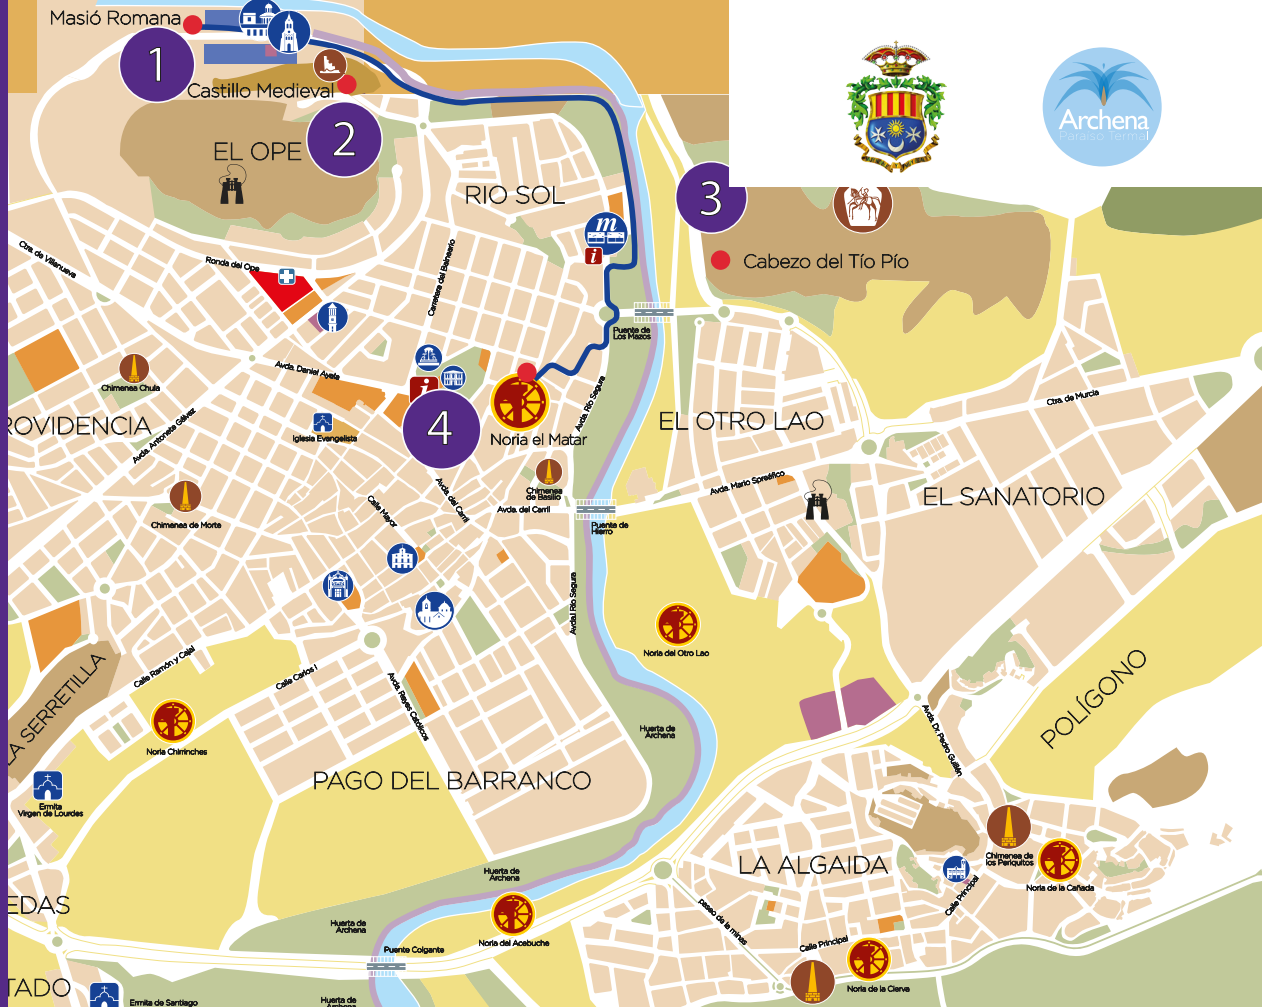 Masió Romana
1
Castillo Medieval
2
EL OPE
RIO SOL
Archena
Paraíso Termal
3
Cabezo del Tío Pío
m
i
Ctra. de Villanueva
Ronda del Ope
Carretera del Balneario
Puente de
Los Mazos
Chimenea Chula
Avda. Daniel Ayala
i
4
Noria el Matar
Avda. Río Segura
ROVIDENCIA
Avda. Antonete Gálvez
Iglesia Evangelista
EL OTRO LAO
Ctra. de Murcia
Chimenea
de Basilio
Avda. Mario Spreáfico
EL SANATORIO
Chimenea de Morte
Calle Mayor
Avda. del Carril
Avda. del Carril
Puente de
Hierro
Avda. Río Segura
Noria del Otro Lao
LA SERRETILLA
Calle Ramón y Cajal
Calle Carlos I
Avda. Reyes Católicos
Noria Chirrinches
Huerta de
Archena
Avda. Dr. Pedro Guillén
POLÍGONO
PAGO DEL BARRANCO
Ermita
Virgen de Lourdes
Huerta de
Archena
LA ALGAIDA
Chimenea de
los Periquitos
Noria de la Cañada
Calle Principal
EDAS
Huerta de
Archena
Noria del Acebuche
Puente Colgante
paseo de la minas
Calle Principal
Noria de la Cierva
TADO
Ermita de Santiago
Huerta de
Archena